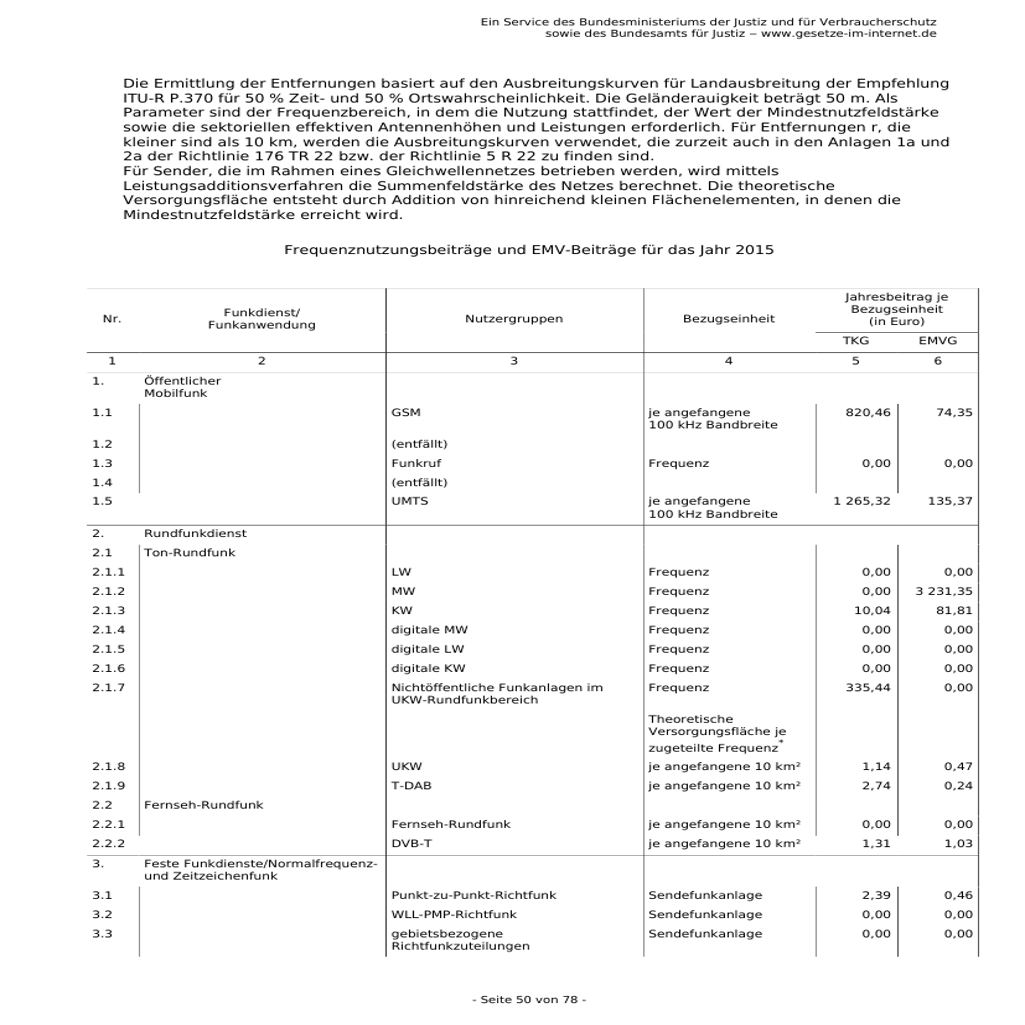 Ein Service des Bundesministeriums der Justiz und für Verbraucherschutz
sowie des Bundesamts für Justiz ‒ www.gesetze-im-internet.de
Die Ermittlung der Entfernungen basiert auf den Ausbreitungskurven für Landausbreitung der Empfehlung
ITU-R P.370 für 50 % Zeit- und 50 % Ortswahrscheinlichkeit. Die Geländerauigkeit beträgt 50 m. Als
Parameter sind der Frequenzbereich, in dem die Nutzung stattfindet, der Wert der Mindestnutzfeldstärke
sowie die sektoriellen effektiven Antennenhöhen und Leistungen erforderlich. Für Entfernungen r, die
kleiner sind als 10 km, werden die Ausbreitungskurven verwendet, die zurzeit auch in den Anlagen 1a und
2a der Richtlinie 176 TR 22 bzw. der Richtlinie 5 R 22 zu finden sind.
Für Sender, die im Rahmen eines Gleichwellennetzes betrieben werden, wird mittels
Leistungsadditionsverfahren die Summenfeldstärke des Netzes berechnet. Die theoretische
Versorgungsfläche entsteht durch Addition von hinreichend kleinen Flächenelementen, in denen die
Mindestnutzfeldstärke erreicht wird.
Frequenznutzungsbeiträge und EMV-Beiträge für das Jahr 2015
Nr. Funkdienst/ Funkanwendung Nutzergruppen Bezugseinheit Jahresbeitrag je
Bezugseinheit
(in Euro)
TKG EMVG
1 2 3 4 5 6
1. Öffentlicher
Mobilfunk
1.1 GSM je angefangene 820,46 74,35
100 kHz Bandbreite
1.2 (entfällt)
1.3 Funkruf Frequenz 0,00 0,00
1.4 (entfällt)
1.5 UMTS je angefangene 1 265,32 135,37
100 kHz Bandbreite
2. Rundfunkdienst
2.1 Ton-Rundfunk
2.1.1 LW Frequenz 0,00 0,00
2.1.2 MW Frequenz 0,00 3 231,35
2.1.3 KW Frequenz 10,04 81,81
2.1.4 digitale MW Frequenz 0,00 0,00
2.1.5 digitale LW Frequenz 0,00 0,00
2.1.6 digitale KW Frequenz 0,00 0,00
2.1.7 Nichtöffentliche Funkanlagen im Frequenz 335,44 0,00
UKW-Rundfunkbereich
Theoretische
Versorgungsfläche je
zugeteilte Frequenz*
2.1.8 UKW je angefangene 10 km² 1,14 0,47
2.1.9 T-DAB je angefangene 10 km² 2,74 0,24
2.2 Fernseh-Rundfunk
2.2.1 Fernseh-Rundfunk je angefangene 10 km² 0,00 0,00
2.2.2 DVB-T je angefangene 10 km² 1,31 1,03
3. Feste Funkdienste/Normalfrequenz-
und Zeitzeichenfunk
3.1 Punkt-zu-Punkt-Richtfunk Sendefunkanlage 2,39 0,46
3.2 WLL-PMP-Richtfunk Sendefunkanlage 0,00 0,00
3.3 gebietsbezogene Sendefunkanlage 0,00 0,00
Richtfunkzuteilungen
- Seite 50 von 78 -